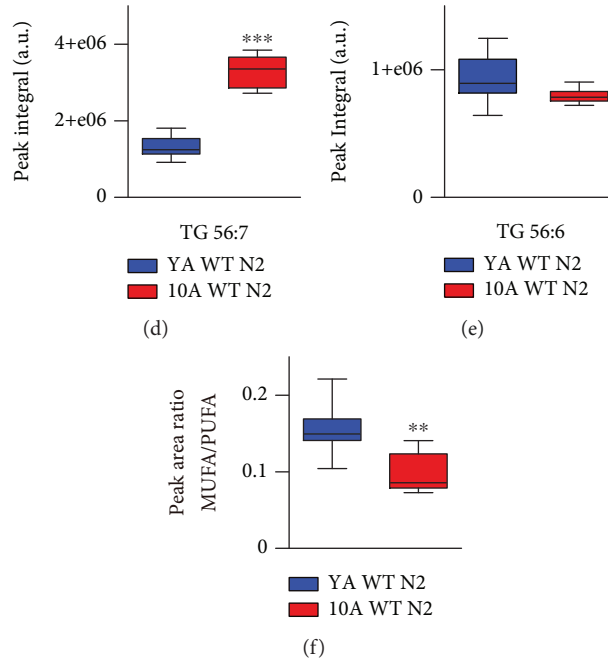 Peak integral (a.u.)
4+e06
2+e06
0
***
TG 56:7
YA WT N2
10A WT N2
(d)
Peak Integral (a.u.)
1+e06
0
TG 56:6
YA WT N2
10A WT N2
(e)
Peak area ratio
MUFA/PUFA
0.2
0.1
0
**
YA WT N2
10A WT N2
(f)